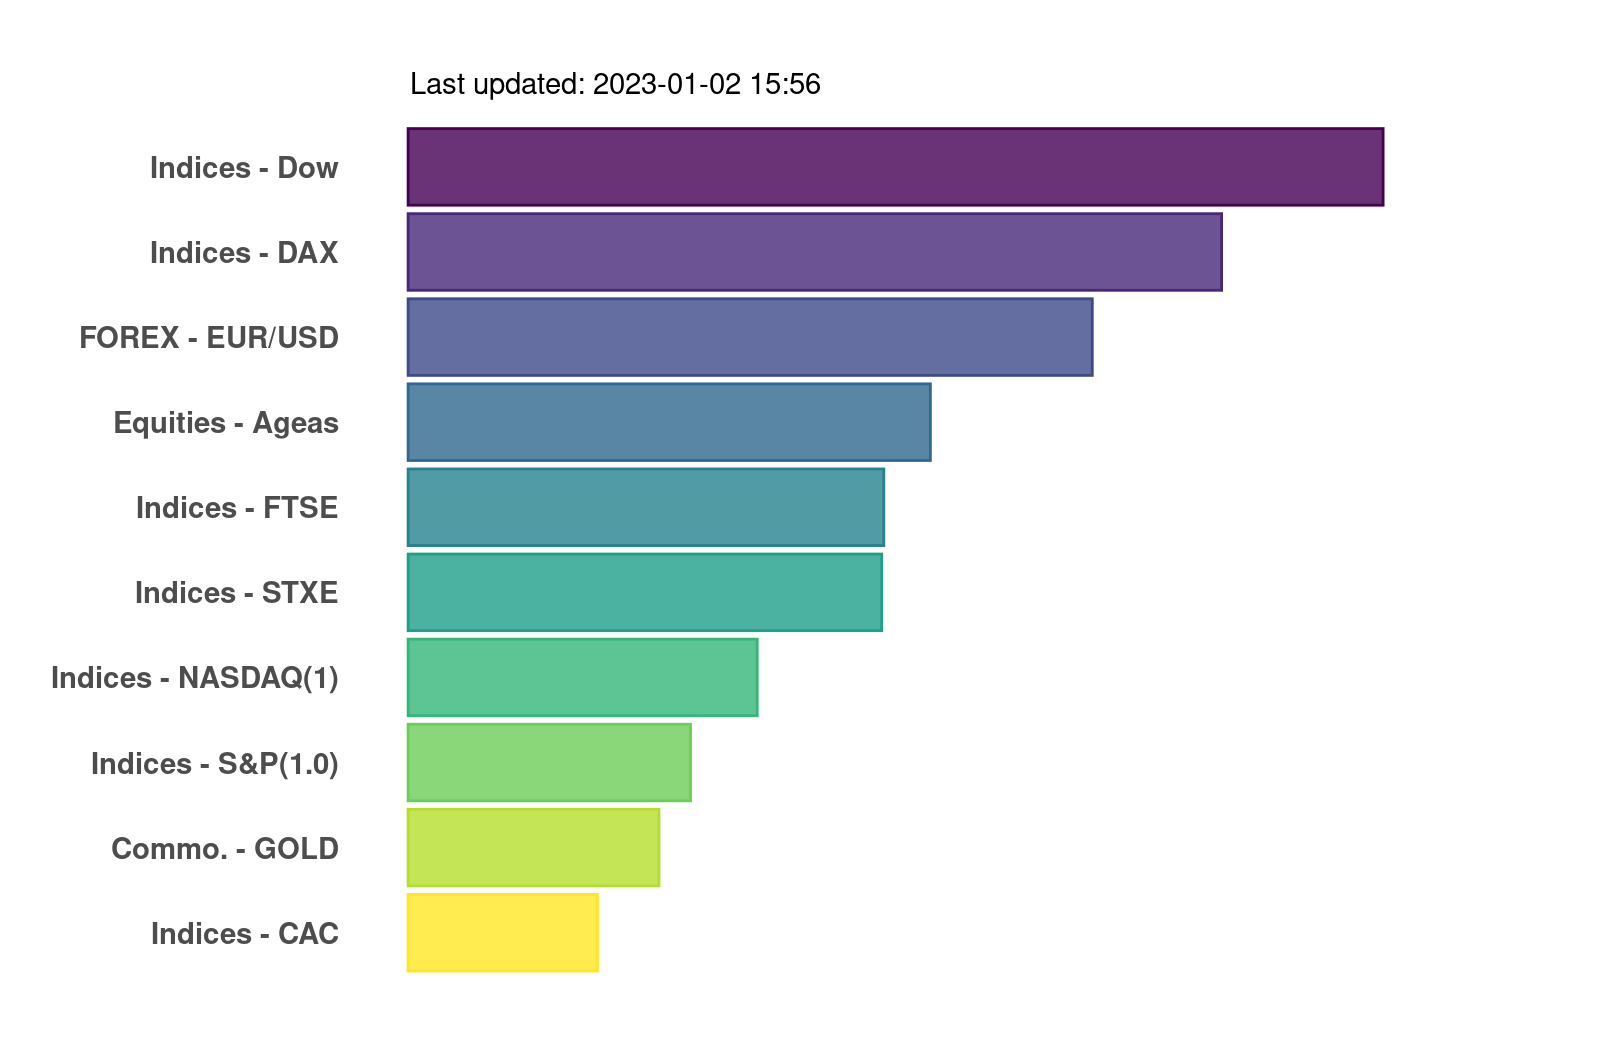 Last updated: 2023-01-02 15:56
Indices - Dow
Indices - DAX
FOREX - EUR/USD
Equities - Ageas
Indices - FTSE
Indices - STXE
Indices - NASDAQ(1)
Indices - S&P(1.0)
Commo. - GOLD
Indices - CAC